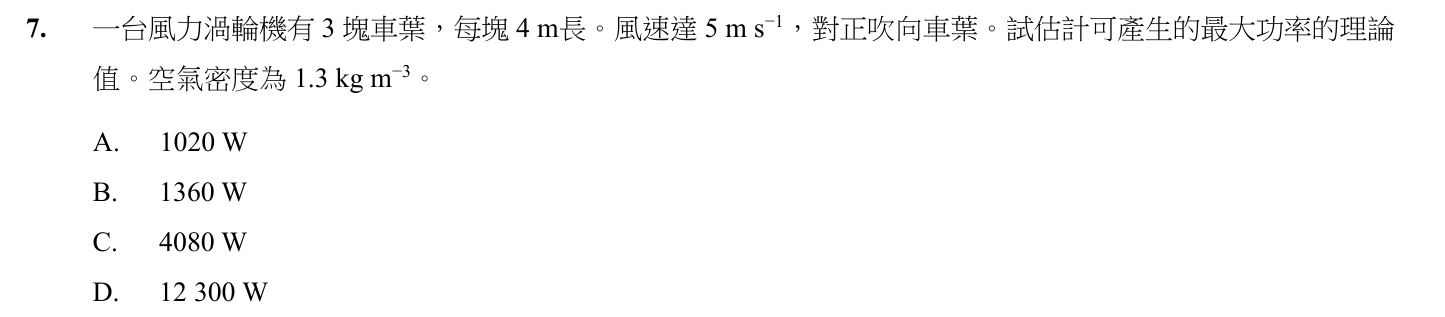 7. 一台風力渦輪機有 3 塊車葉，每塊 4 m長。風速達 5 m s⁻¹，對正吹向車葉。試估計可產生的最大功率的理論
值。空氣密度為 1.3 kg m⁻³。
A. 1020 W
B. 1360 W
C. 4080 W
D. 12 300 W